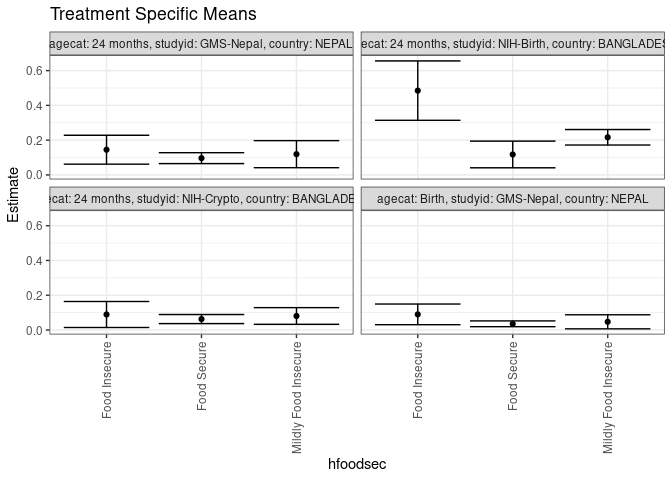 Treatment Specific Means
agecat: 24 months, studyid: GMS-Nepal, country: NEPAL
ecat: 24 months, studyid: NIH-Birth, country: BANGLADES
0.6
0.4
0.2
0.0
ecat: 24 months, studyid: NIH-Crypto, country: BANGLADE
agecat: Birth, studyid: GMS-Nepal, country: NEPAL
0.6
0.4
0.2
0.0
Estimate
Food Insecure
Food Secure
Mildly Food Insecure
Food Insecure
Food Secure
Mildly Food Insecure
hfoodsec